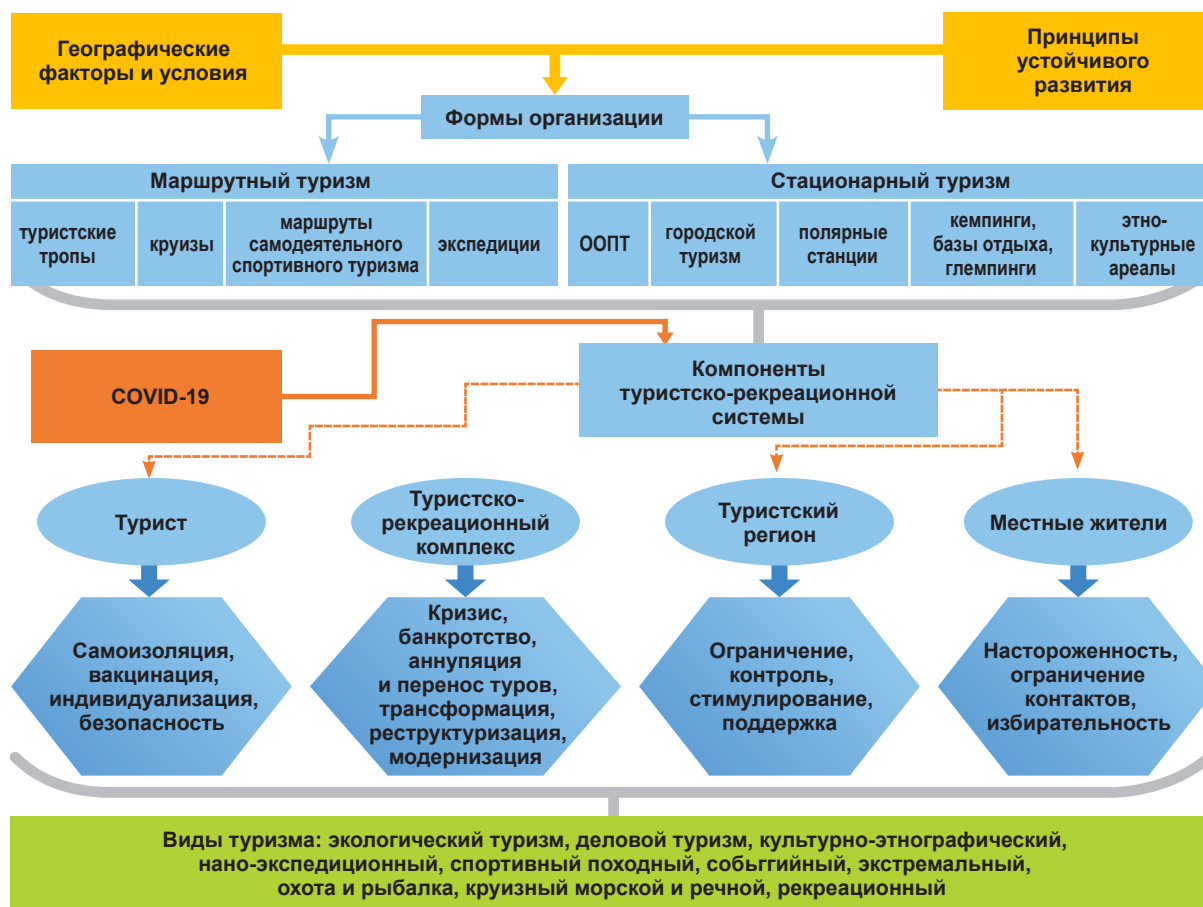 Географические
факторы и условия
Принципы
устойчивого
развития
Формы организации
Маршрутный туризм
туристские
тропы
круизы
маршруты
самодеятельного
спортивного туризма
экспедиции
Стационарный туризм
ООПТ
городской
туризм
полярные
станции
кемпинги,
базы отдыха,
глемпинги
этно-
культурные
ареалы
COVID-19
Компоненты
туристско-рекреационной
системы
Турист
Туристско-
рекреационный
комплекс
Туристский
регион
Местные жители
Самоизоляция,
вакцинация,
индивидуализация,
безопасность
Кризис,
банкротство,
аннупяция
и перенос туров,
трансформация,
реструктуризация,
модернизация
Ограничение,
контроль,
стимулирование,
поддержка
Настороженность,
ограничение
контактов,
избирательность
Виды туризма: экологический туризм, деловой туризм, культурно-этнографический,
нано-экспедиционный, спортивный походный, собьггийный, экстремальный,
охота и рыбалка, круизный морской и речной, рекреационный